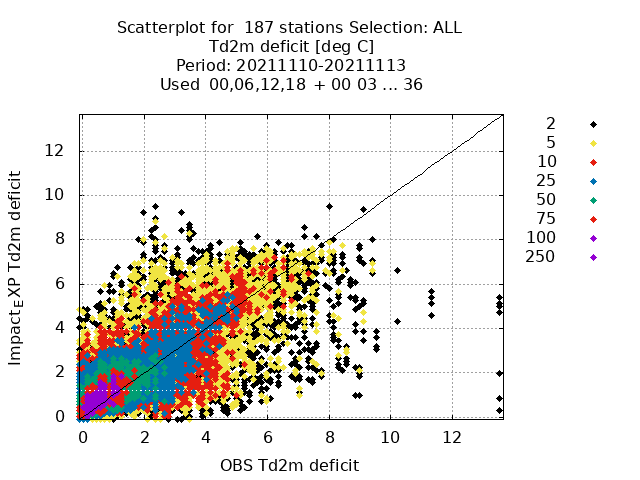 Scatterplot for  187 stations Selection: ALL
Td2m deficit [deg C]
Period: 20211110-20211113
Used  00,06,12,18  + 00 03 ... 36
2
5
10
25
50
75
100
250
12
10
8
6
4
2
0
Impact_EXP Td2m deficit
0 2 4 6 8 10 12
OBS Td2m deficit